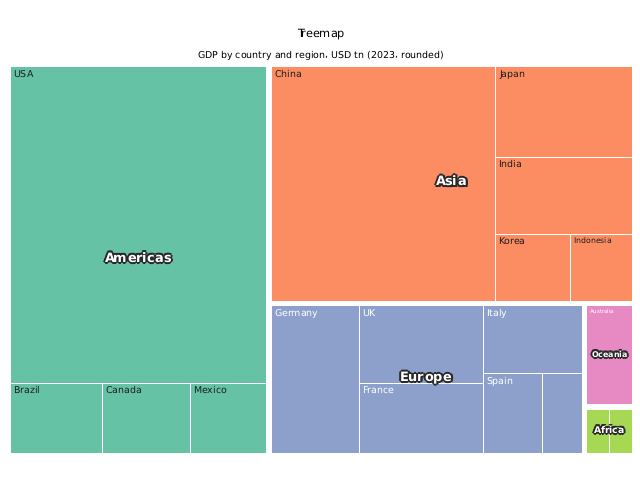 Treemap
GDP by country and region, USD tn (2023, rounded)
USA
China
Japan
India
Asia
Korea
Indonesia
Americas
Germany
UK
Italy
Australia
Oceania
Europe
Spain
France
Brazil
Canada
Mexico
Africa